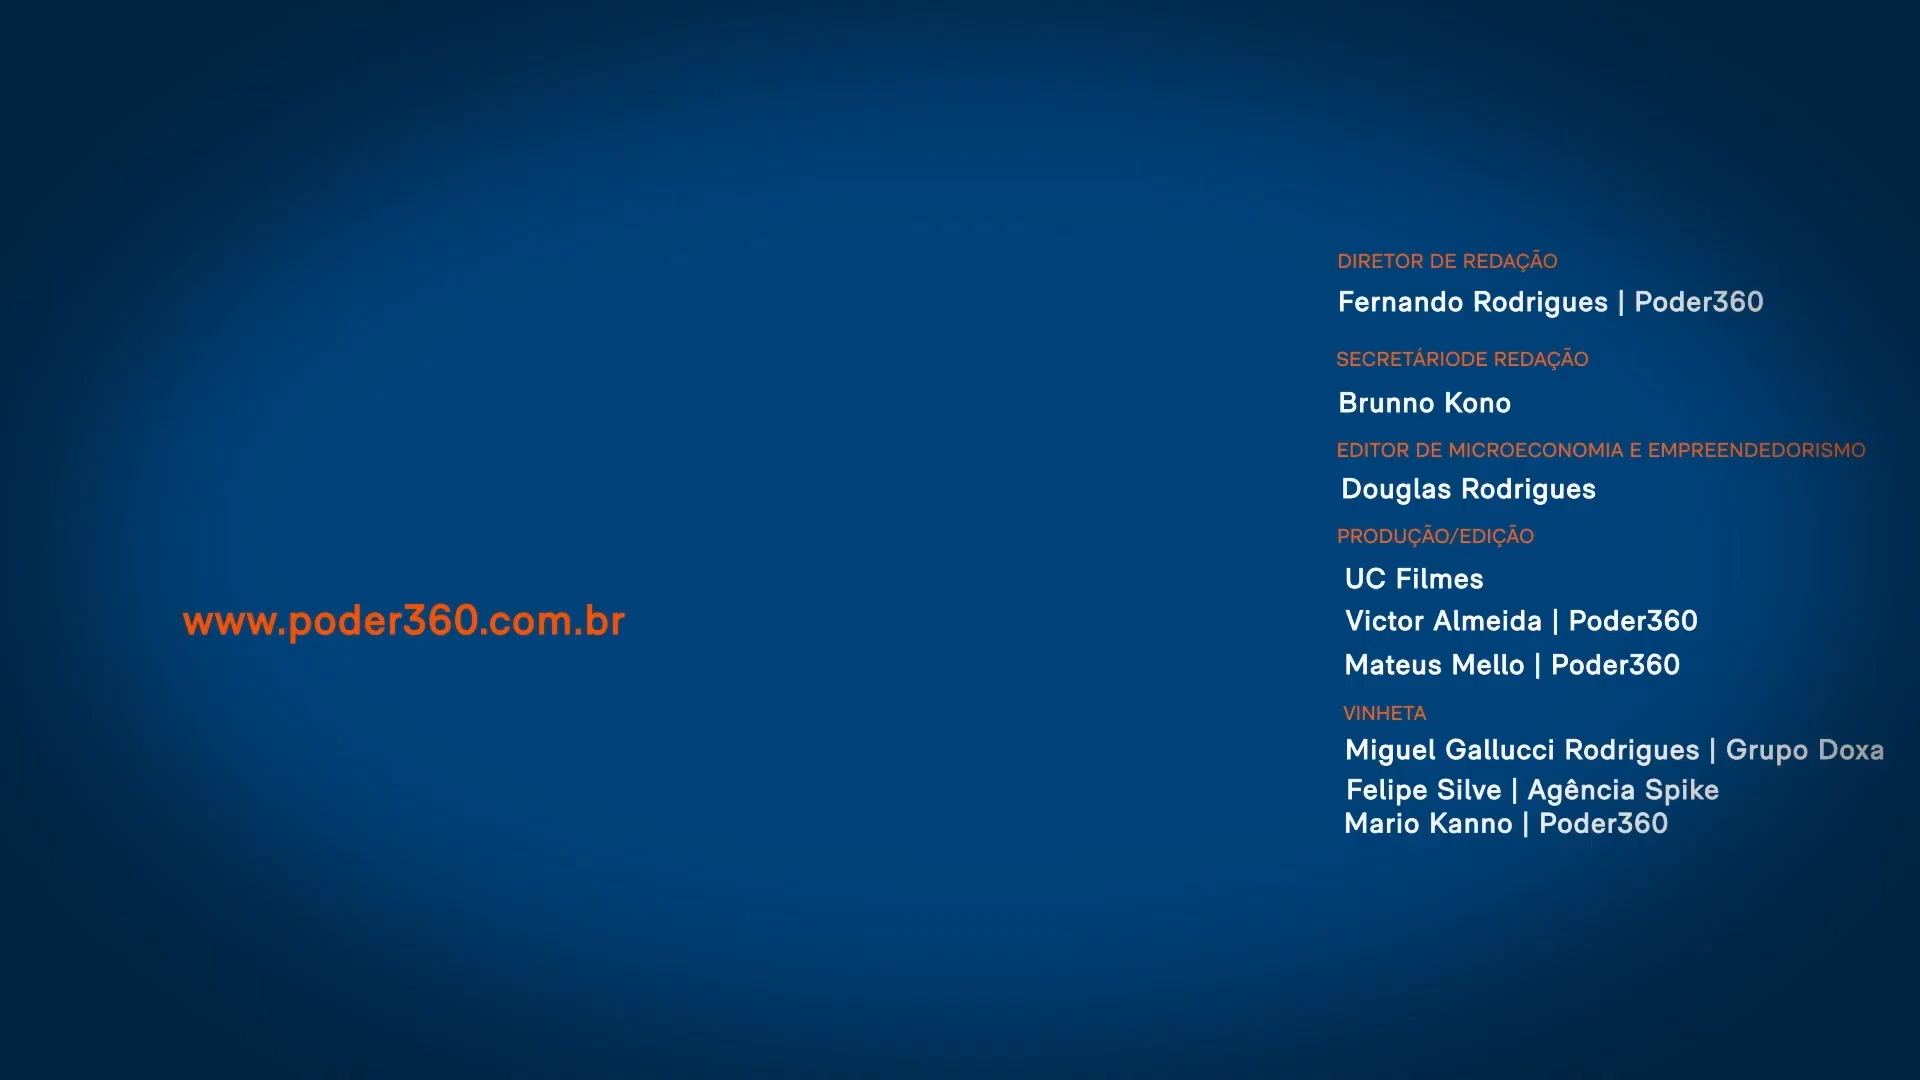 www.poder360.com.br
DIRETOR DE REDAÇÃO
Fernando Rodrigues | Poder360
SECRETÁRIODE REDAÇÃO
Brunno Kono
EDITOR DE MICROECONOMIA E EMPREENDEDORISMO
Douglas Rodrigues
PRODUÇÃO/EDIÇÃO
UC Filmes
Victor Almeida | Poder360
Mateus Mello | Poder360
VINHETA
Miguel Gallucci Rodrigues | Grupo Doxa
Felipe Silve | Agência Spike
Mario Kanno | Poder360